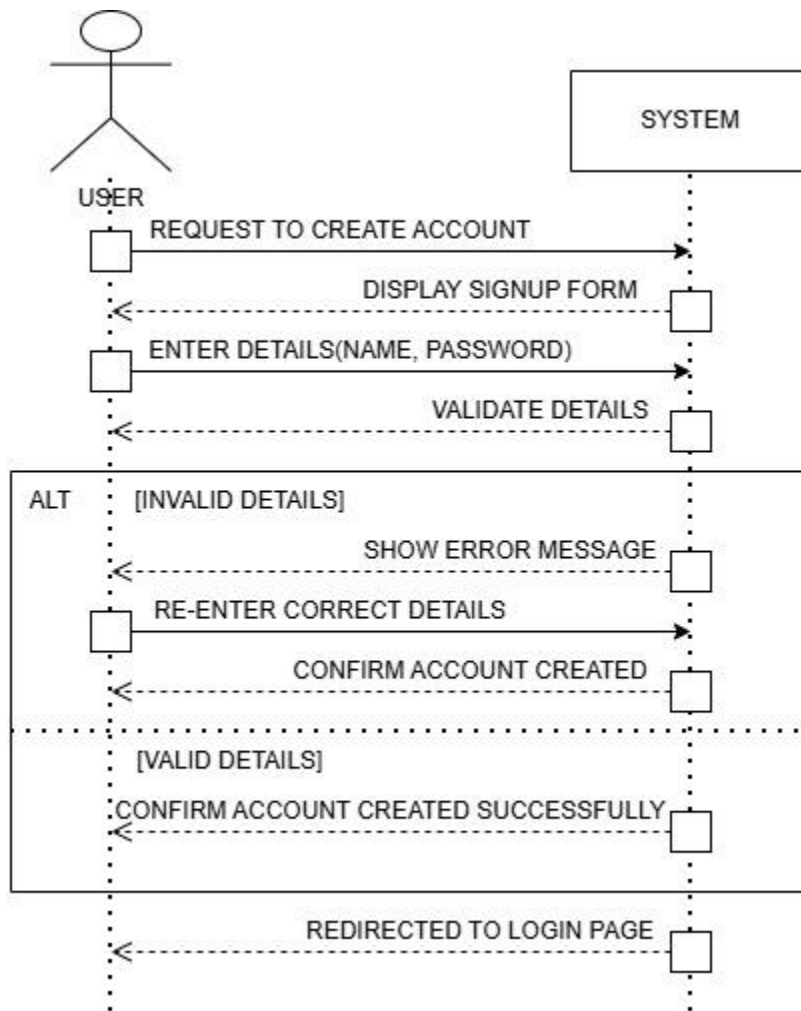 SYSTEM
USER
REQUEST TO CREATE ACCOUNT
DISPLAY SIGNUP FORM
ENTER DETAILS(NAME, PASSWORD)
VALIDATE DETAILS
ALT [INVALID DETAILS]
SHOW ERROR MESSAGE
RE-ENTER CORRECT DETAILS
CONFIRM ACCOUNT CREATED
[VALID DETAILS]
CONFIRM ACCOUNT CREATED SUCCESSFULLY
REDIRECTED TO LOGIN PAGE